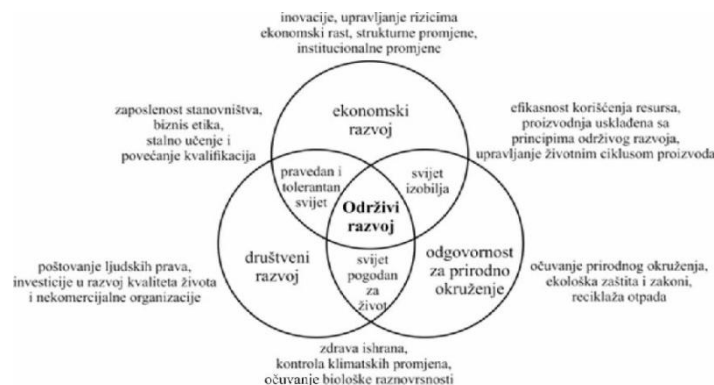 inovacije, upravljanje rizicima
ekonomski rast, strukturne promjene,
institucionalne promjene
zaposlenost stanovništva,
biznis etika,
stalno učenje i
povećanje kvalifikacija
ekonomski
razvoj
efikasnost korišćenja resursa,
proizvodnja usklađena sa
principima održivog razvoja,
upravljanje životnim ciklusom proizvoda
pravedan i
tolerantan
svijet
svijet
izobilja
Održivi
razvoj
društveni
razvoj
svijet
pogodan
za
život
odgovornost
za prirodno
okruženje
poštovanje ljudskih prava,
investicije u razvoj kvaliteta života
i nekomercijalne organizacije
očuvanje prirodnog okruženja,
ekološka zaštita i zakoni,
reciklaža otpada
zdrava ishrana,
kontrola klimatskih promjena,
očuvanje biološke raznovrsnosti